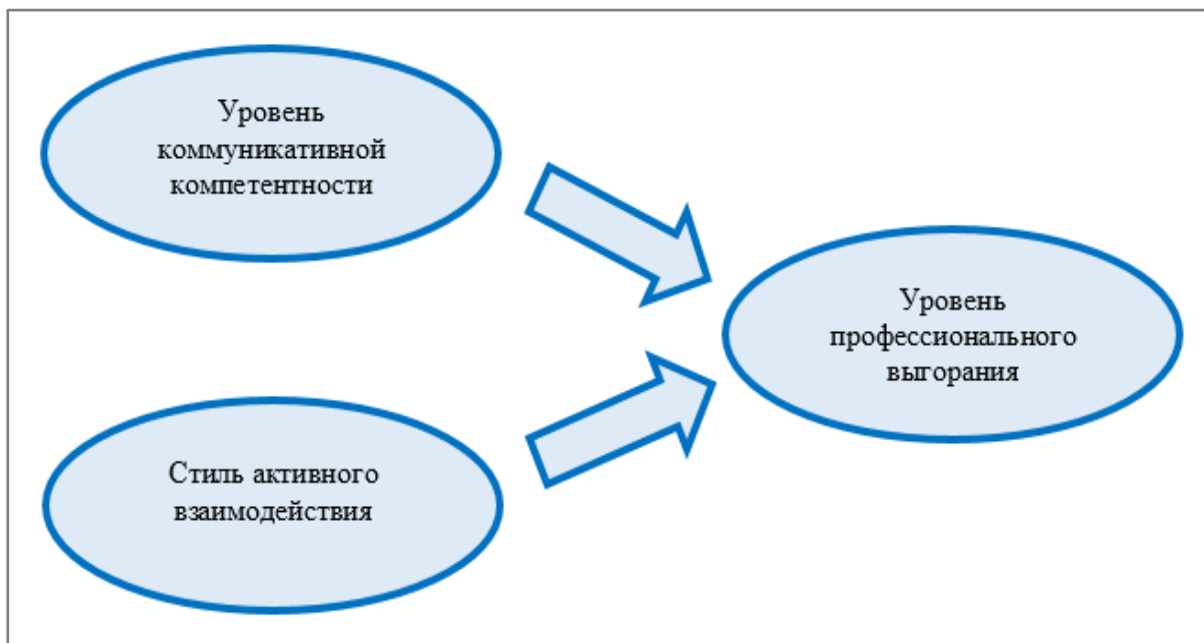 Уровень
коммуникативной
компетентности
Уровень
профессионального
выгорания
Стиль активного
взаимодействия